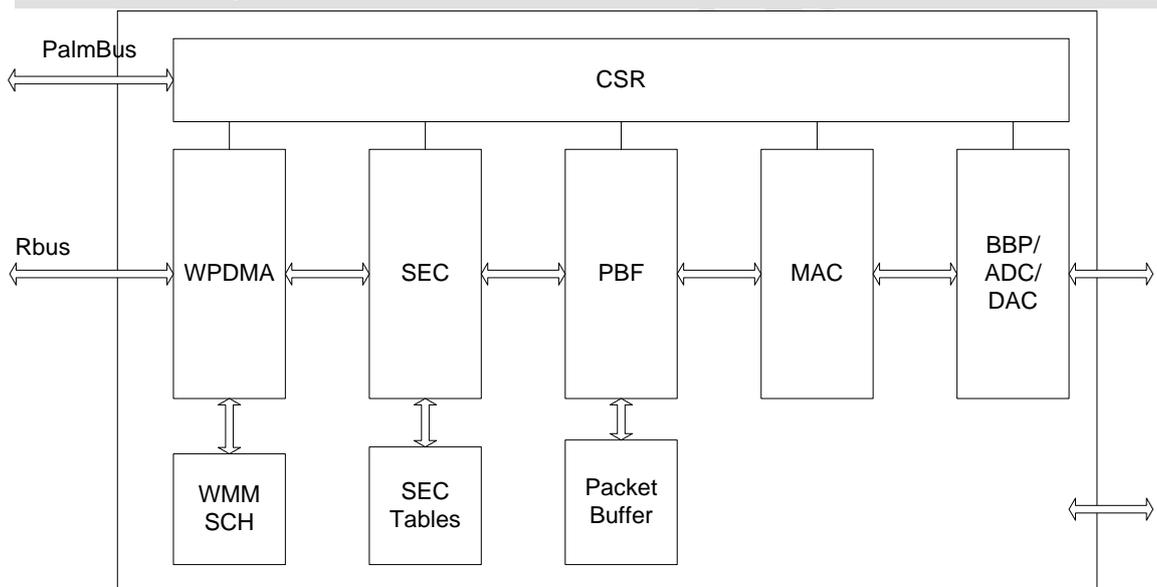 PalmBus
CSR
Rbus
WPDMA
SEC
PBF
MAC
BBP/
ADC/
DAC
WMM
SCH
SEC
Tables
Packet
Buffer